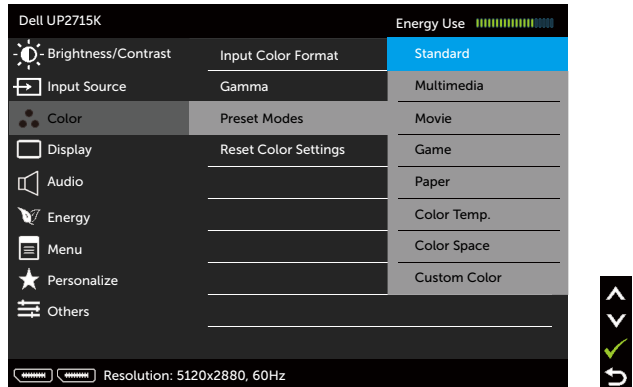 Dell UP2715K Energy Use
Brightness/Contrast Input Color Format Standard
Input Source Gamma Multimedia
Color Preset Modes Movie
Display Reset Color Settings Game
Audio Paper
Energy Color Temp.
Menu Color Space
Personalize Custom Color
Others
Resolution: 5120x2880, 60Hz